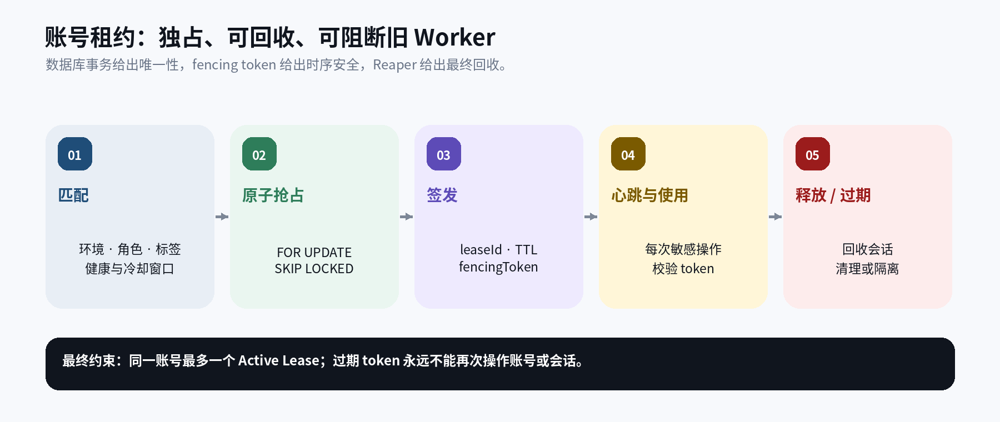 账号租约：独占、可回收、可阻断旧 Worker
数据库事务给出唯一性，fencing token 给出时序安全，Reaper 给出最终回收。
01
匹配
环境 · 角色 · 标签
健康与冷却窗口
02
原子抢占
FOR UPDATE
SKIP LOCKED
03
签发
leaseId · TTL
fencingToken
04
心跳与使用
每次敏感操作
校验 token
05
释放 / 过期
回收会话
清理或隔离
最终约束：同一账号最多一个 Active Lease；过期 token 永远不能再次操作账号或会话。